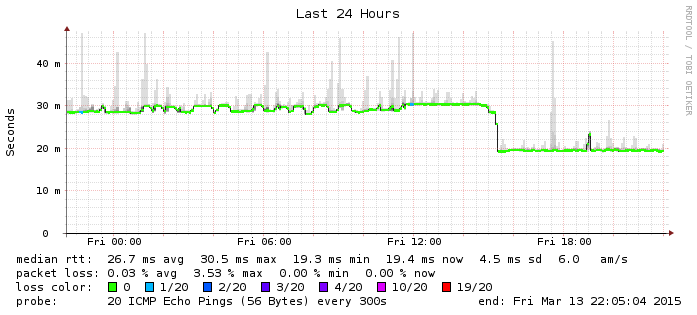 Last 24 Hours
RRDTOOL / TOBI OETIKER
Seconds
40 m
30 m
20 m
10 m
0
Fri 00:00 Fri 06:00 Fri 12:00 Fri 18:00
median rtt: 26.7 ms avg 30.5 ms max 19.3 ms min 19.4 ms now 4.5 ms sd 6.0 am/s
packet loss: 0.03 % avg 3.53 % max 0.00 % min 0.00 % now
loss color: 0 1/20 2/20 3/20 4/20 10/20 19/20
probe: 20 ICMP Echo Pings (56 Bytes) every 300s end: Fri Mar 13 22:05:04 2015